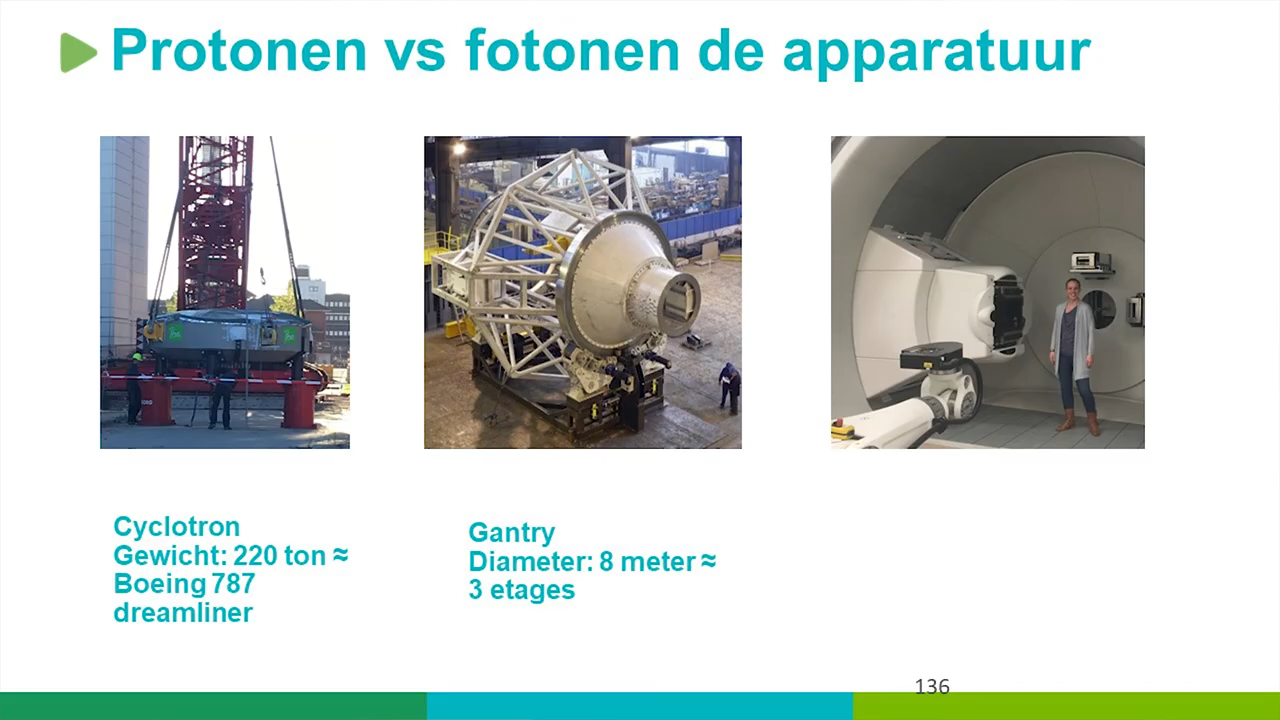 Protonen vs fotonen de apparatuur
Cyclotron
Gewicht: 220 ton ≈
Boeing 787
dreamliner
Gantry
Diameter: 8 meter ≈
3 etages
136